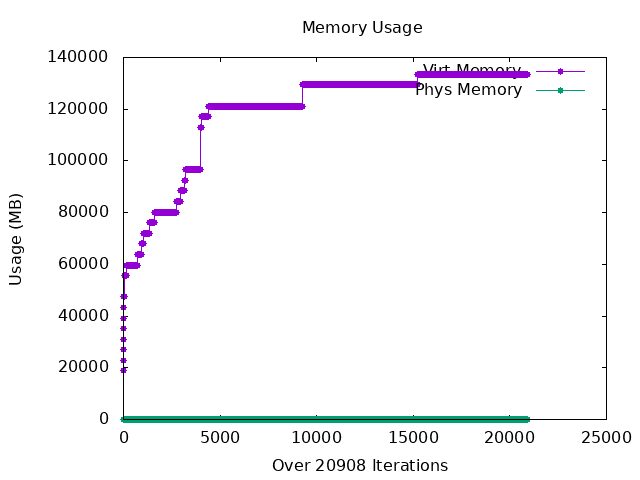 Memory Usage
140000
120000
100000
80000
60000
40000
20000
0
Usage (MB)
Virt Memory
Phys Memory
0 5000 10000 15000 20000 25000
Over 20908 Iterations